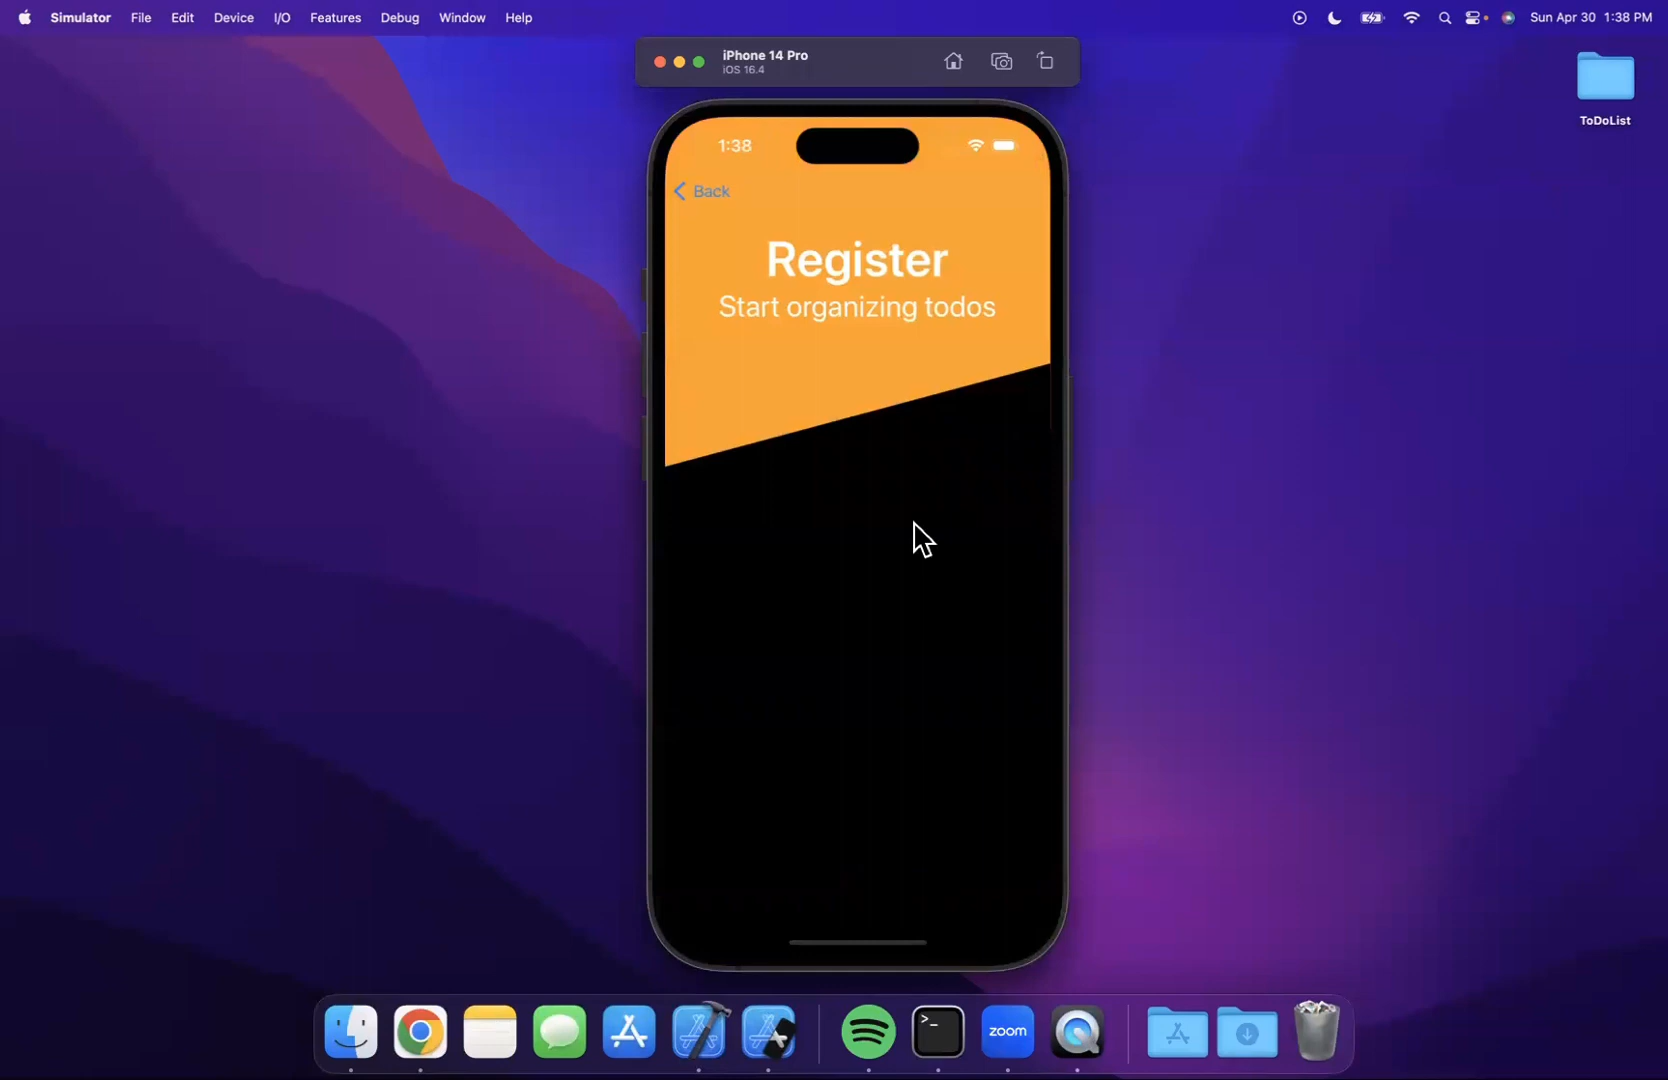 Simulator File Edit Device I/O Features Debug Window Help Sun Apr 30 1:38 PM
iPhone 14 Pro
iOS 16.4
ToDoList
1:38
Back
Register
Start organizing todos
>_
zoom